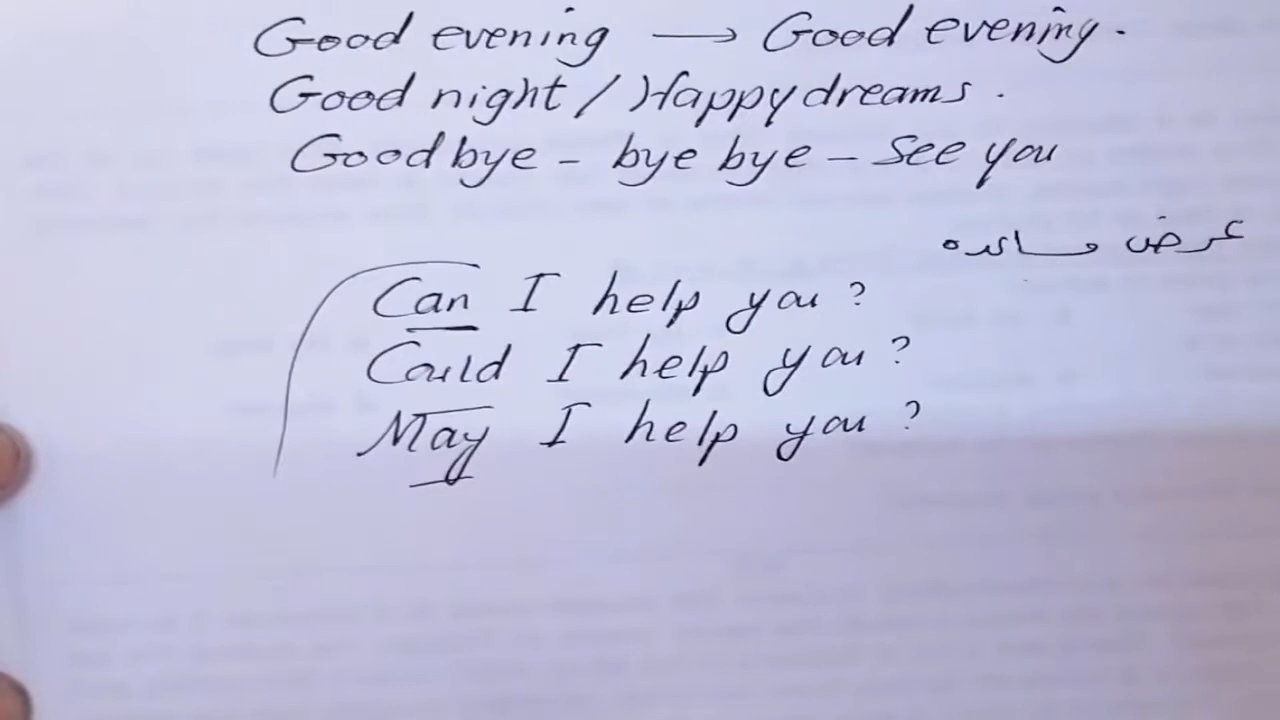 Good evening → Good evening.
Good night / Happy dreams.
Good bye - bye bye - see you
عرض مساعده
Can I help you?
Could I help you?
May I help you?